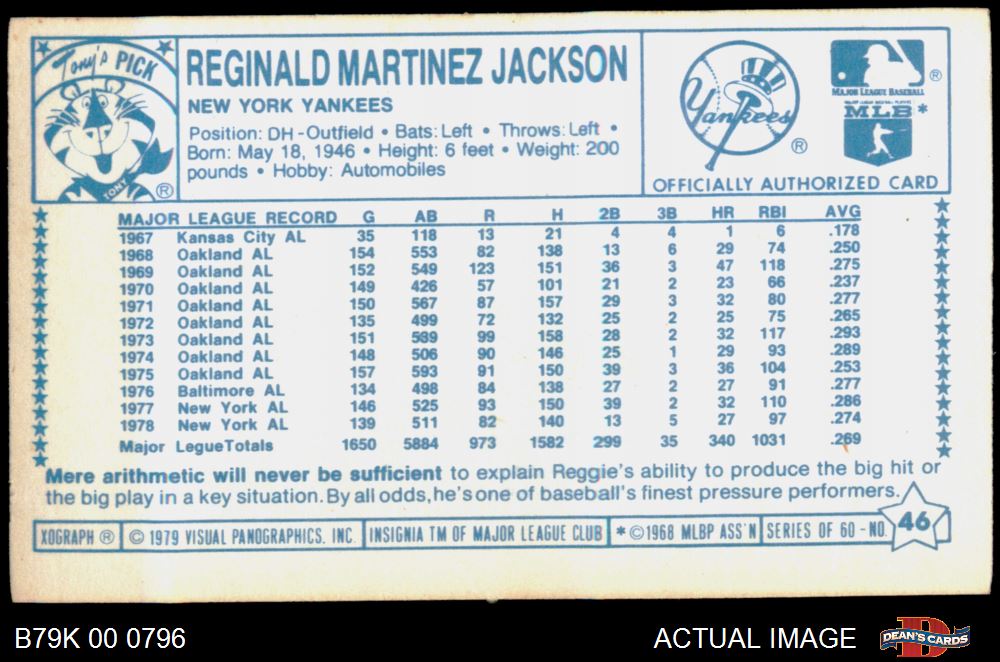 Tony's PICK
TONY ®
REGINALD MARTINEZ JACKSON
NEW YORK YANKEES
Position: DH-Outfield • Bats: Left • Throws: Left •
Born: May 18, 1946 • Height: 6 feet • Weight: 200
pounds • Hobby: Automobiles
Yankees ®
® MAJOR LEAGUE BASEBALL
MAJOR LEAGUE BASEBALL PLAYERS
MLB *
OFFICIALLY AUTHORIZED CARD
MAJOR LEAGUE RECORD G AB R H 2B 3B HR RBI AVG
1967 Kansas City AL 35 118 13 21 4 4 1 6 .178
1968 Oakland AL 154 553 82 138 13 6 29 74 .250
1969 Oakland AL 152 549 123 151 36 3 47 118 .275
1970 Oakland AL 149 426 57 101 21 2 23 66 .237
1971 Oakland AL 150 567 87 157 29 3 32 80 .277
1972 Oakland AL 135 499 72 132 25 2 25 75 .265
1973 Oakland AL 151 539 99 158 28 2 32 117 .293
1974 Oakland AL 148 506 90 146 25 1 29 93 .289
1975 Oakland AL 157 593 91 150 39 3 36 104 .253
1976 Baltimore AL 134 498 84 138 27 2 27 91 .277
1977 New York AL 146 525 93 150 39 2 32 110 .286
1978 New York AL 139 511 82 140 13 5 27 97 .274
Major LegueTotals 1650 5884 973 1582 299 35 340 1031 .269
Mere arithmetic will never be sufficient to explain Reggie's ability to produce the big hit or
the big play in a key situation. By all odds, he's one of baseball's finest pressure performers.
XOGRAPH ® © 1979 VISUAL PANOGRAPHICS, INC. INSIGNIA TM OF MAJOR LEAGUE CLUB * ©1968 MLBP ASS'N SERIES OF 60 - NO. 46
B79K 00 0796 ACTUAL IMAGE DEAN'S CARDS